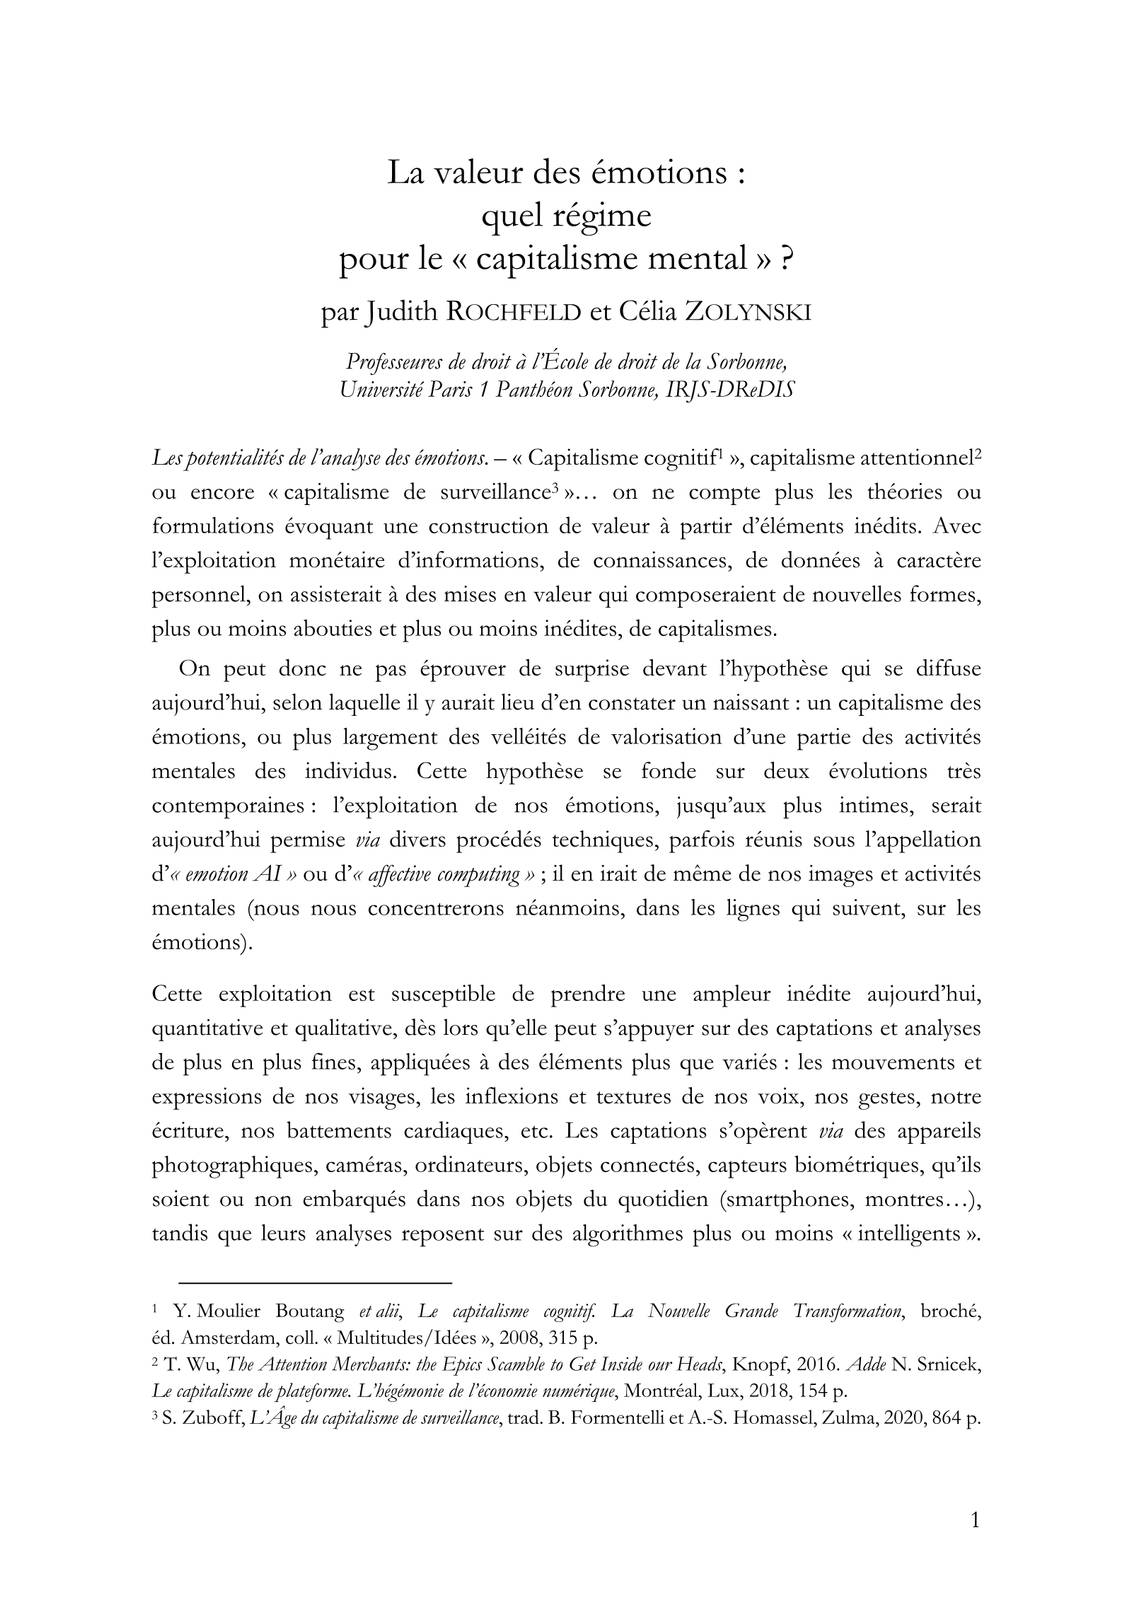 La valeur des émotions :
quel régime
pour le « capitalisme mental » ?
par Judith ROCHFELD et Célia ZOLYNSKI
Professeures de droit à l’École de droit de la Sorbonne,
Université Paris 1 Panthéon Sorbonne, IRJS-DReDIS
Les potentialités de l’analyse des émotions. – « Capitalisme cognitif1 », capitalisme attentionnel2
ou encore « capitalisme de surveillance3 »… on ne compte plus les théories ou
formulations évoquant une construction de valeur à partir d’éléments inédits. Avec
l’exploitation monétaire d’informations, de connaissances, de données à caractère
personnel, on assisterait à des mises en valeur qui composeraient de nouvelles formes,
plus ou moins abouties et plus ou moins inédites, de capitalismes.
On peut donc ne pas éprouver de surprise devant l’hypothèse qui se diffuse
aujourd’hui, selon laquelle il y aurait lieu d’en constater un naissant : un capitalisme des
émotions, ou plus largement des velléités de valorisation d’une partie des activités
mentales des individus. Cette hypothèse se fonde sur deux évolutions très
contemporaines : l’exploitation de nos émotions, jusqu’aux plus intimes, serait
aujourd’hui permise via divers procédés techniques, parfois réunis sous l’appellation
d’« emotion AI » ou d’« affective computing » ; il en irait de même de nos images et activités
mentales (nous nous concentrerons néanmoins, dans les lignes qui suivent, sur les
émotions).
Cette exploitation est susceptible de prendre une ampleur inédite aujourd’hui,
quantitative et qualitative, dès lors qu’elle peut s’appuyer sur des captations et analyses
de plus en plus fines, appliquées à des éléments plus que variés : les mouvements et
expressions de nos visages, les inflexions et textures de nos voix, nos gestes, notre
écriture, nos battements cardiaques, etc. Les captations s’opèrent via des appareils
photographiques, caméras, ordinateurs, objets connectés, capteurs biométriques, qu’ils
soient ou non embarqués dans nos objets du quotidien (smartphones, montres…),
tandis que leurs analyses reposent sur des algorithmes plus ou moins « intelligents ».
1 Y. Moulier Boutang et alii, Le capitalisme cognitif. La Nouvelle Grande Transformation, broché,
éd. Amsterdam, coll. « Multitudes/Idées », 2008, 315 p.
2 T. Wu, The Attention Merchants: the Epics Scamble to Get Inside our Heads, Knopf, 2016. Adde N. Srnicek,
Le capitalisme de plateforme. L’hégémonie de l’économie numérique, Montréal, Lux, 2018, 154 p.
3 S. Zuboff, L’Âge du capitalisme de surveillance, trad. B. Formentelli et A.-S. Homassel, Zulma, 2020, 864 p.
1